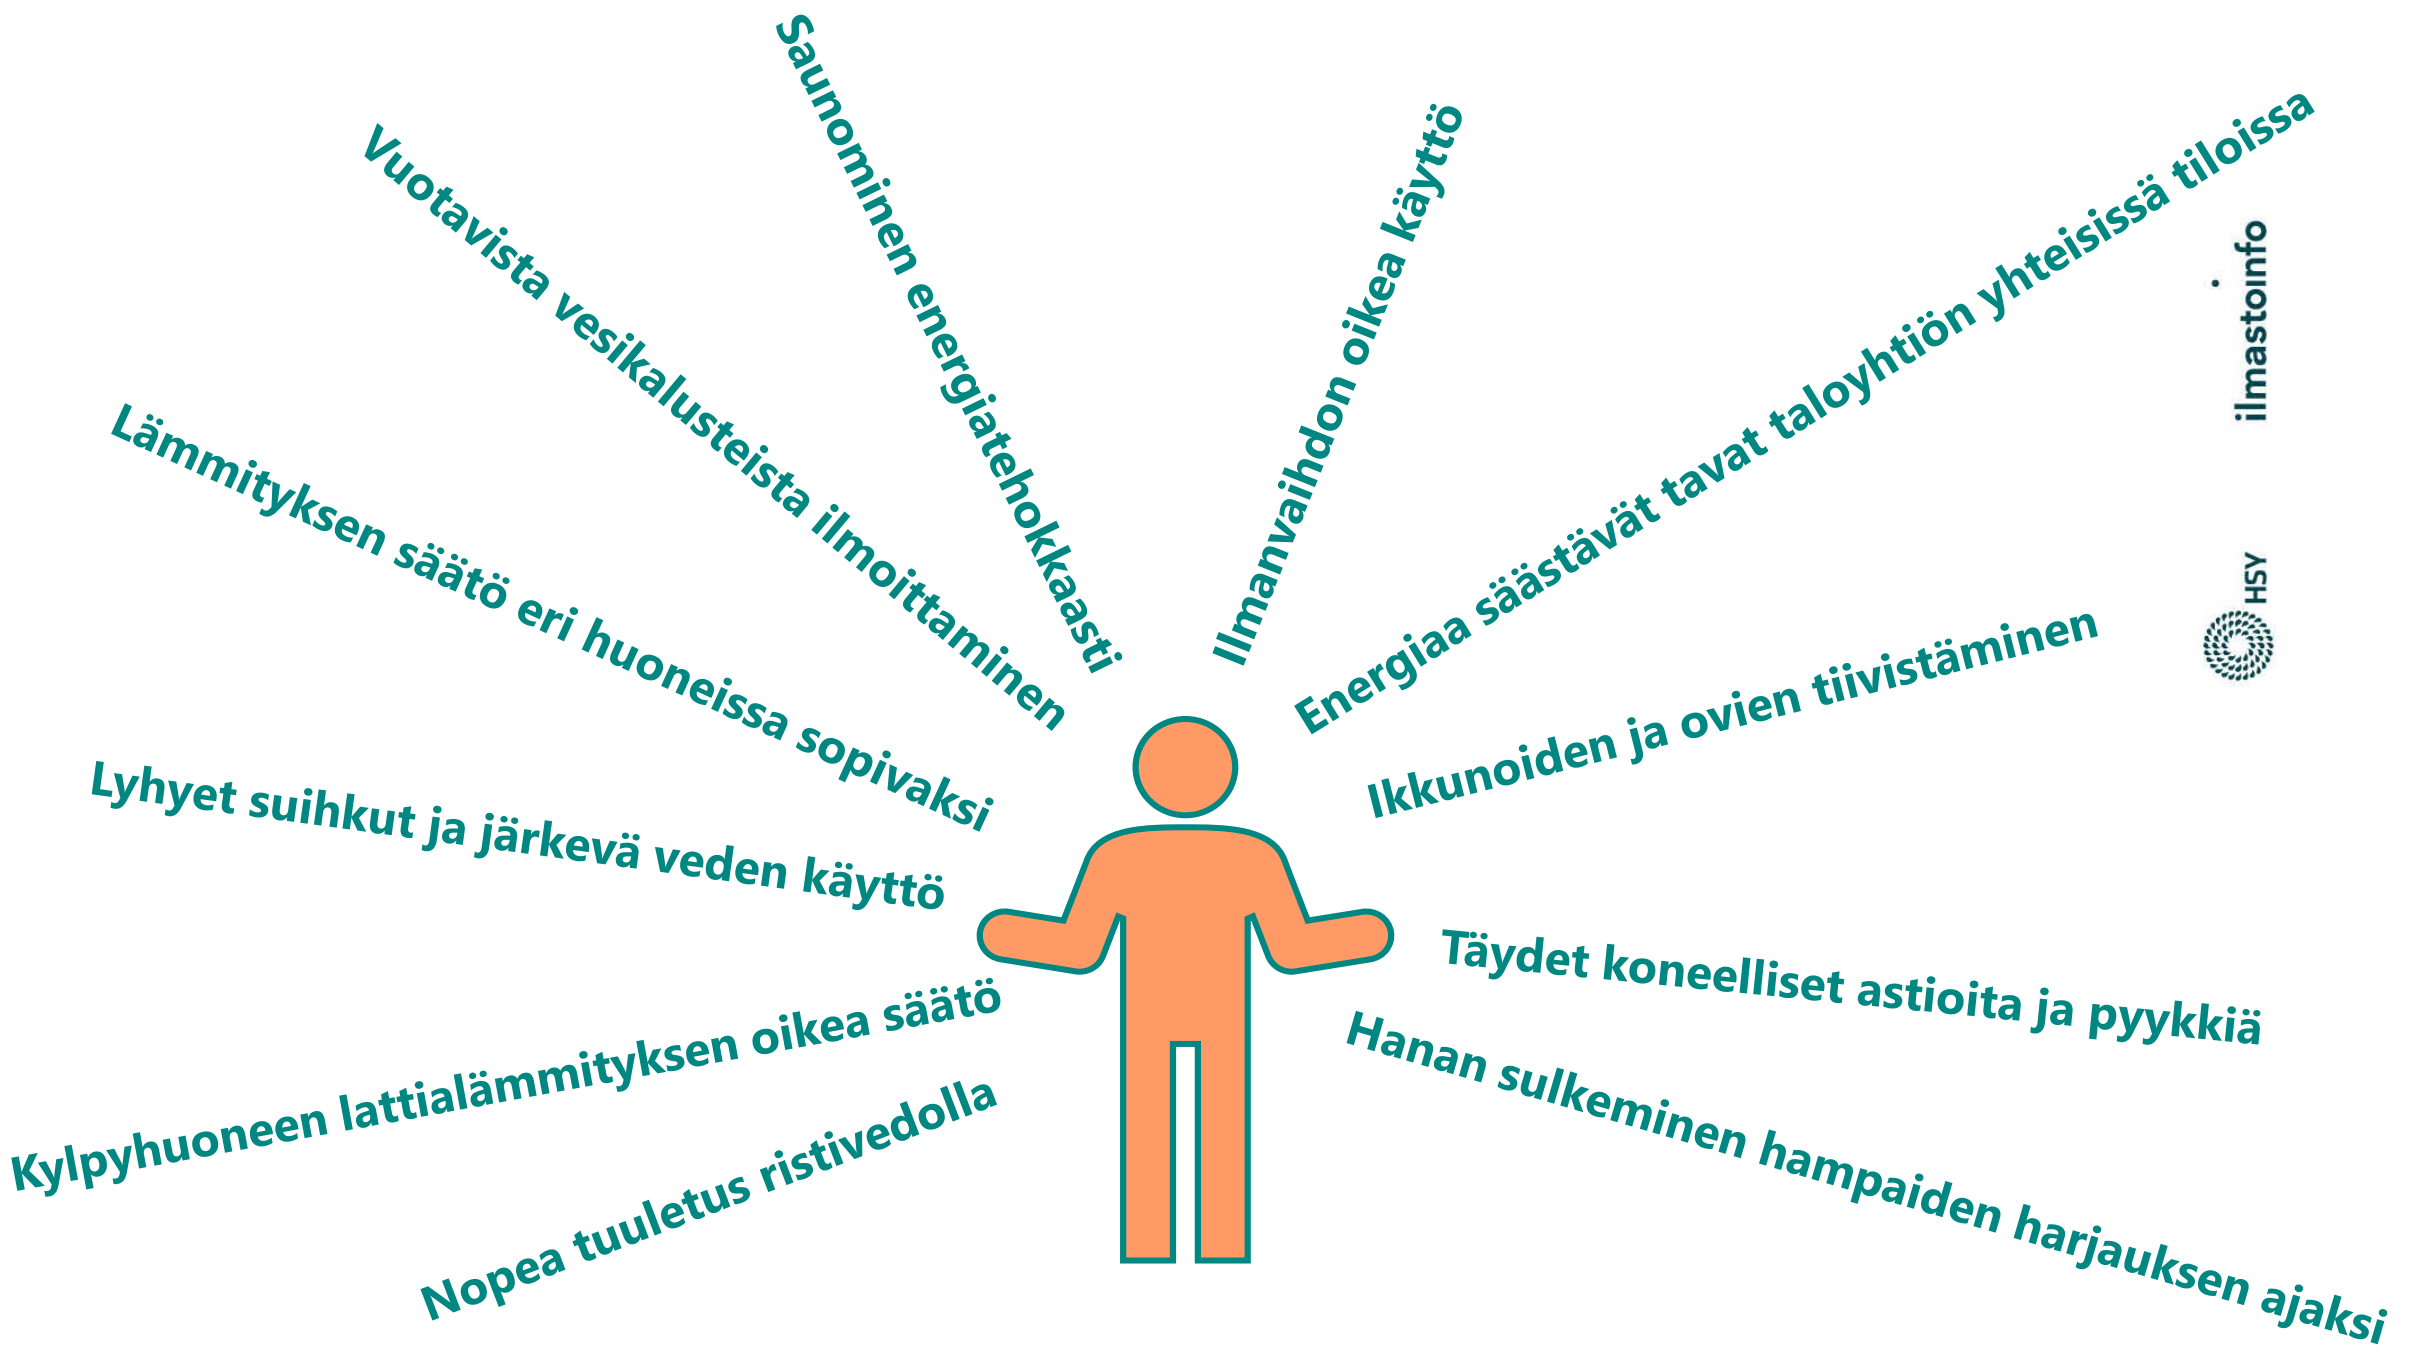 Saunominen energiatehokkaasti
Vuotavista vesikalusteista ilmoittaminen
Lämmityksen säätö eri huoneissa sopivaksi
Lyhyet suihkut ja järkevä veden käyttö
Kylpyhuoneen lattialämmityksen oikea säätö
Nopea tuuletus ristivedolla
Ilmanvaihdon oikea käyttö
Energiaa säästävät tavat taloyhtiön yhteisissä tiloissa
Ikkunoiden ja ovien tiivistäminen
Täydet koneelliset astioita ja pyykkiä
Hanan sulkeminen hampaiden harjauksen ajaksi
HSY
ilmastoinfo